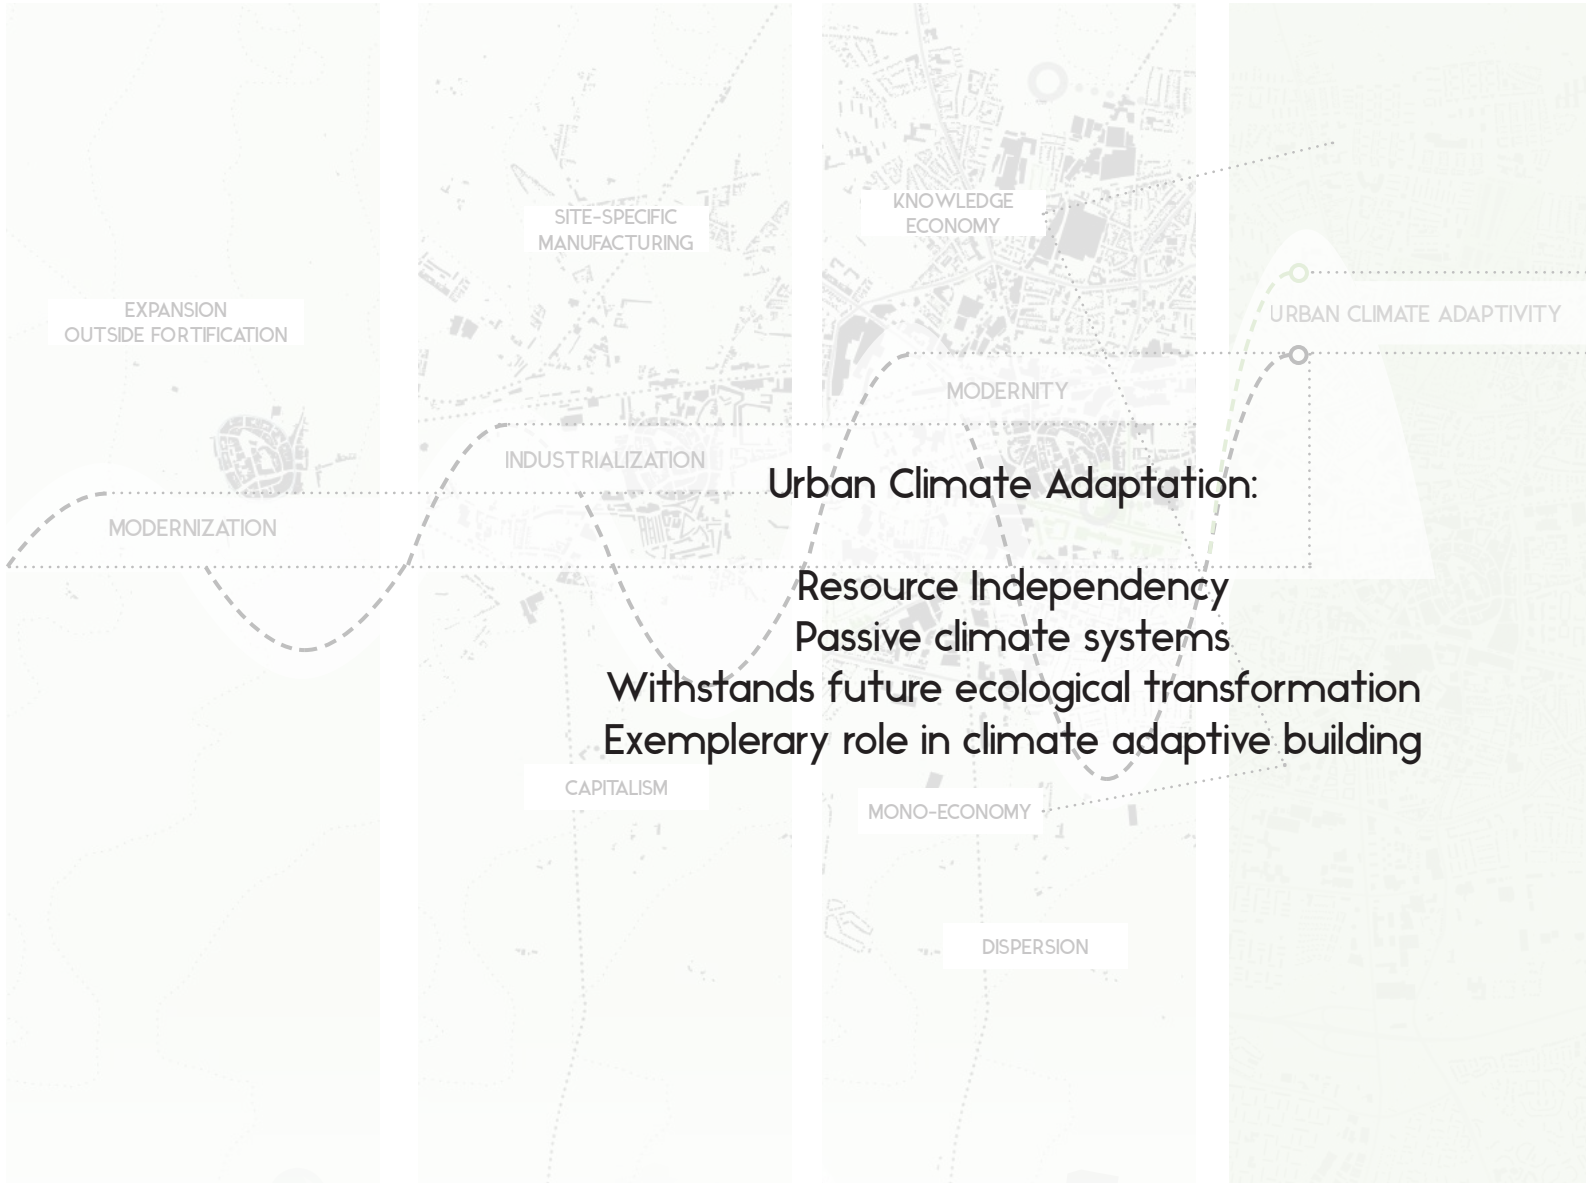 SITE-SPECIFIC
MANUFACTURING
KNOWLEDGE
ECONOMY
EXPANSION
OUTSIDE FORTIFICATION
URBAN CLIMATE ADAPTIVITY
MODERNITY
INDUSTRIALIZATION
MODERNIZATION
Urban Climate Adaptation:
Resource Independency
Passive climate systems
Withstands future ecological transformation
Exemplerary role in climate adaptive building
CAPITALISM
MONO-ECONOMY
DISPERSION